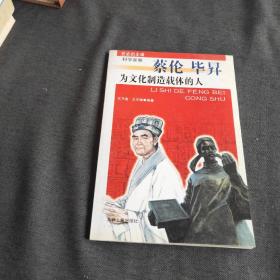 历史的丰碑
科学家卷
蔡伦 毕昇
为文化制造载体的人
LI SHI DE FENG BEI
CONG SHU